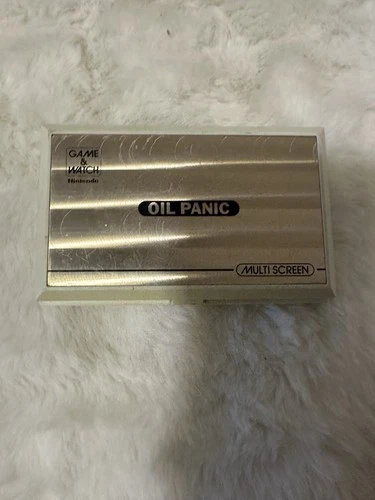 GAME
&
WATCH
Nintendo
OIL PANIC
MULTI SCREEN